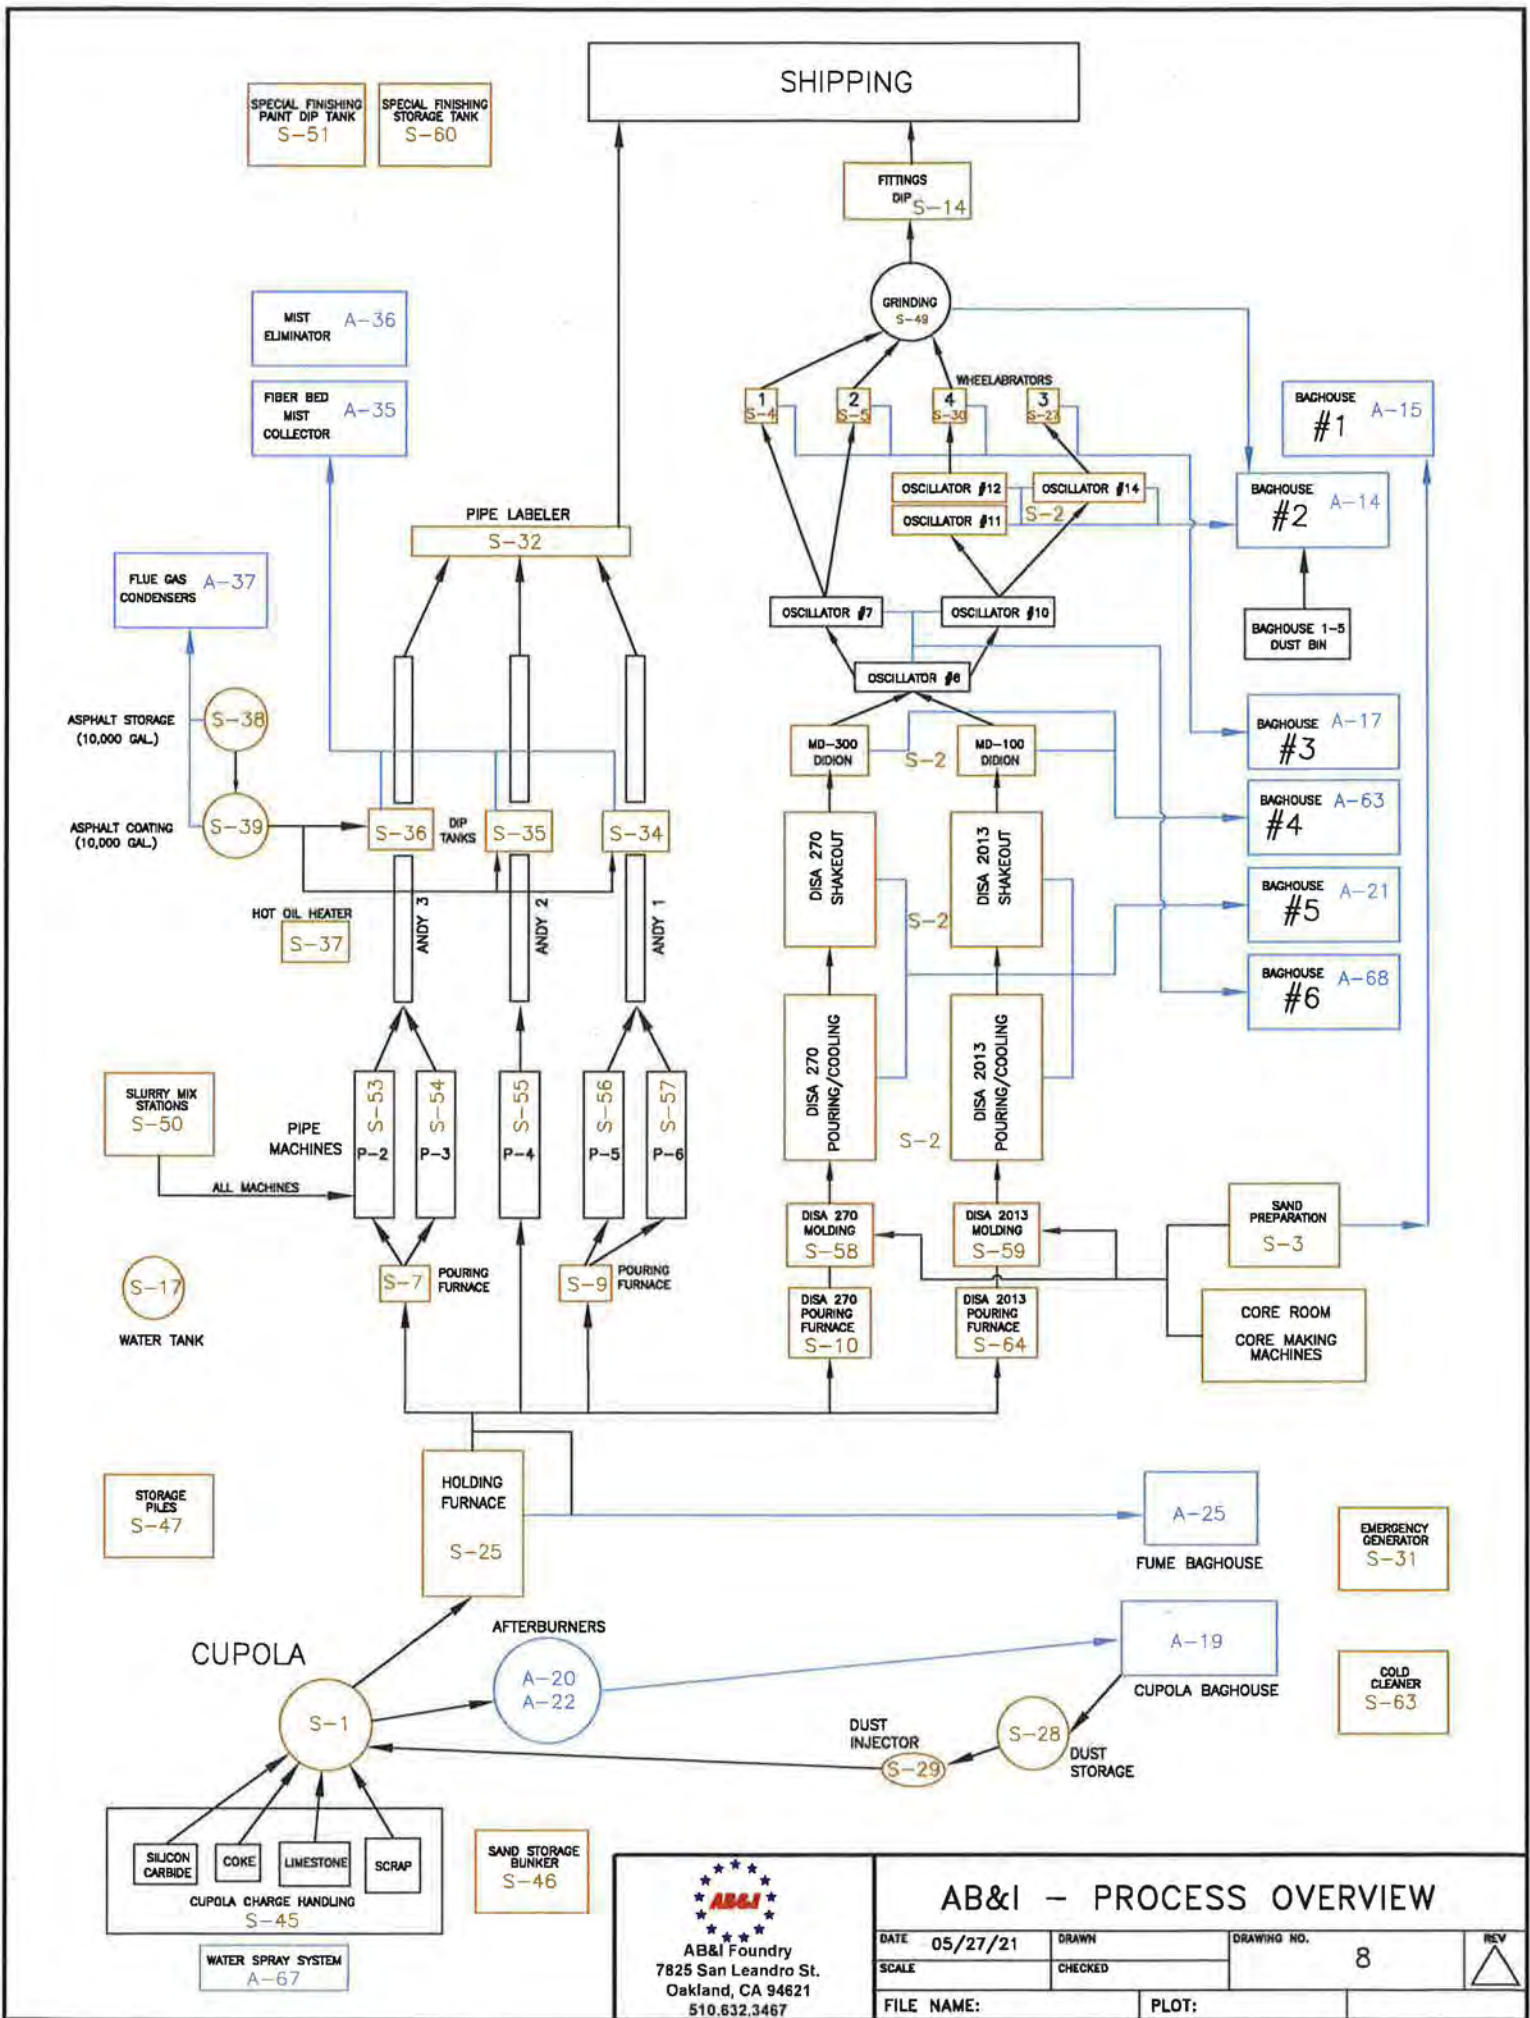 SHIPPING
SPECIAL FINISHING
PAINT DIP TANK
S-51
SPECIAL FINISHING
STORAGE TANK
S-60
FITTINGS
DIP
S-14
GRINDING
S-49
MIST
ELIMINATOR
A-36
FIBER BED
MIST
COLLECTOR
A-35
WHEELABRATORS
1
S-4
2
S-5
4
S-30
3
S-27
BAGHOUSE
#1
A-15
OSCILLATOR #12
OSCILLATOR #14
OSCILLATOR #11
S-2
BAGHOUSE
#2
A-14
PIPE LABELER
S-32
FLUE GAS
CONDENSERS
A-37
OSCILLATOR #7
OSCILLATOR #10
BAGHOUSE 1-5
DUST BIN
OSCILLATOR #6
ASPHALT STORAGE
(10,000 GAL.)
S-38
MD-300
DIDION
S-2
MD-100
DIDION
BAGHOUSE
#3
A-17
ASPHALT COATING
(10,000 GAL.)
S-39
S-36
DIP
TANKS
S-35
S-34
BAGHOUSE
#4
A-63
DISA 270
SHAKEOUT
DISA 2013
SHAKEOUT
BAGHOUSE
#5
A-21
HOT OIL HEATER
S-37
ANDY 3
ANDY 2
ANDY 1
S-2
BAGHOUSE
#6
A-68
DISA 270
POURING/COOLING
DISA 2013
POURING/COOLING
S-2
SLURRY MIX
STATIONS
S-50
PIPE
MACHINES
S-53
P-2
S-54
P-3
S-55
P-4
S-56
P-5
S-57
P-6
ALL MACHINES
DISA 270
MOLDING
S-58
DISA 2013
MOLDING
S-59
SAND
PREPARATION
S-3
S-17
WATER TANK
S-7
POURING
FURNACE
S-9
POURING
FURNACE
DISA 270
POURING
FURNACE
S-10
DISA 2013
POURING
FURNACE
S-64
CORE ROOM
CORE MAKING
MACHINES
STORAGE
PILES
S-47
HOLDING
FURNACE
S-25
A-25
FUME BAGHOUSE
EMERGENCY
GENERATOR
S-31
CUPOLA
S-1
AFTERBURNERS
A-20
A-22
A-19
CUPOLA BAGHOUSE
COLD
CLEANER
S-63
DUST
INJECTOR
S-29
S-28
DUST
STORAGE
SILICON
CARBIDE
COKE
LIMESTONE
SCRAP
CUPOLA CHARGE HANDLING
S-45
SAND STORAGE
BUNKER
S-46
WATER SPRAY SYSTEM
A-67
AB&I
AB&I Foundry
7825 San Leandro St.
Oakland, CA 94621
510.632.3467
AB&I - PROCESS OVERVIEW
DATE 05/27/21
DRAWN
DRAWING NO.
8
REV
SCALE
CHECKED
FILE NAME:
PLOT: